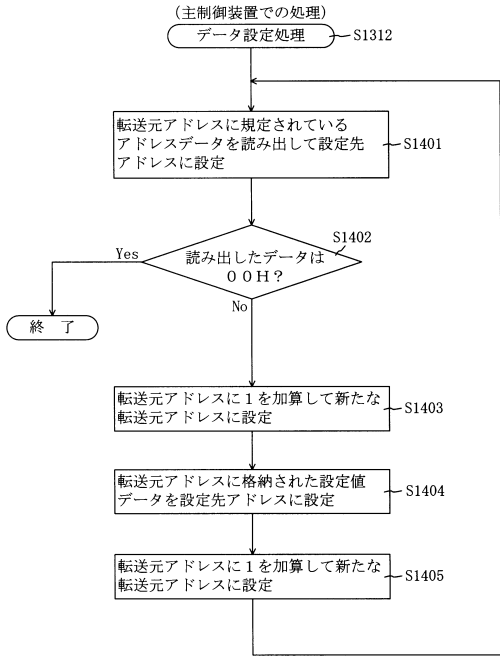 (主制御装置での処理)
データ設定処理
S1312
転送元アドレスに規定されている
アドレスデータを読み出して設定先
アドレスに設定
S1401
S1402
読み出したデータは
００Ｈ？
Yes
No
終 了
転送元アドレスに１を加算して新たな
転送元アドレスに設定
S1403
転送元アドレスに格納された設定値
データを設定先アドレスに設定
S1404
転送元アドレスに１を加算して新たな
転送元アドレスに設定
S1405